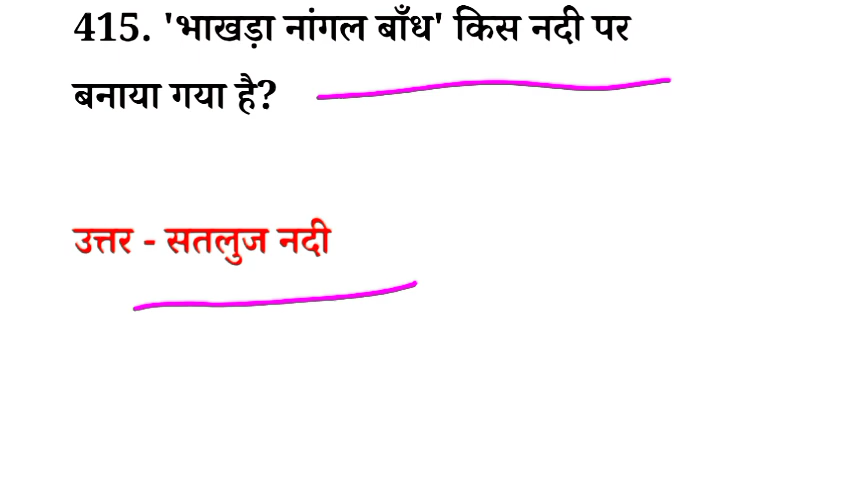 415. 'भाखड़ा नांगल बाँध' किस नदी पर
बनाया गया है?
उत्तर - सतलुज नदी